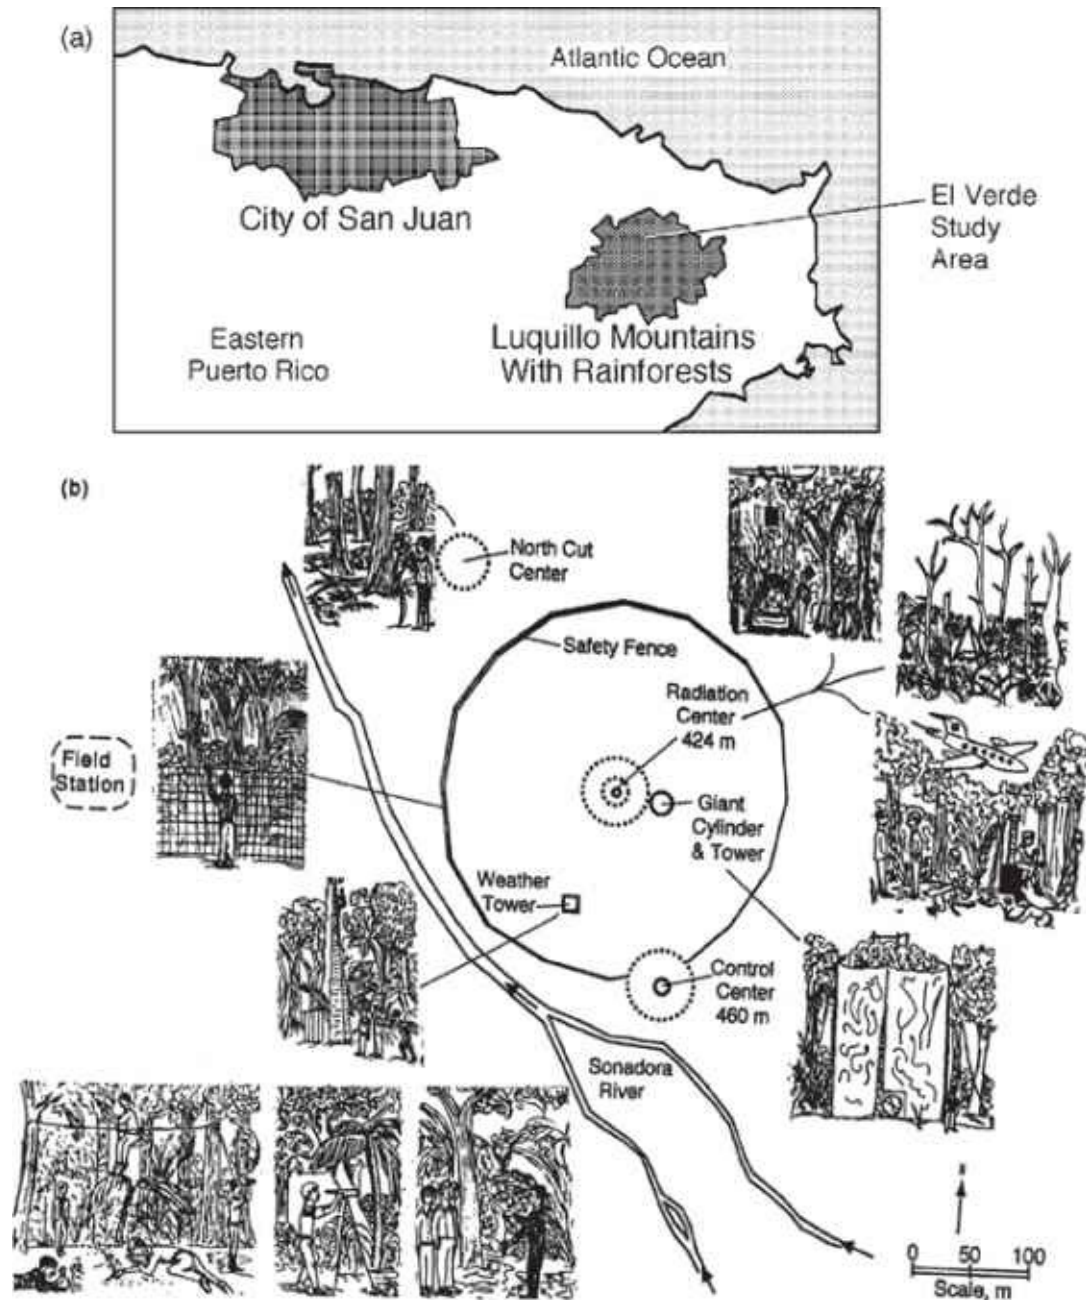 (a)
Atlantic Ocean
City of San Juan
El Verde
Study
Area
Eastern
Puerto Rico
Luquillo Mountains
With Rainforests
(b)
North Cut
Center
Safety Fence
Radiation
Center
424 m
Field
Station
Giant
Cylinder
& Tower
Weather
Tower
Control
Center
460 m
Sonadora
River
0 50 100
Scale, m